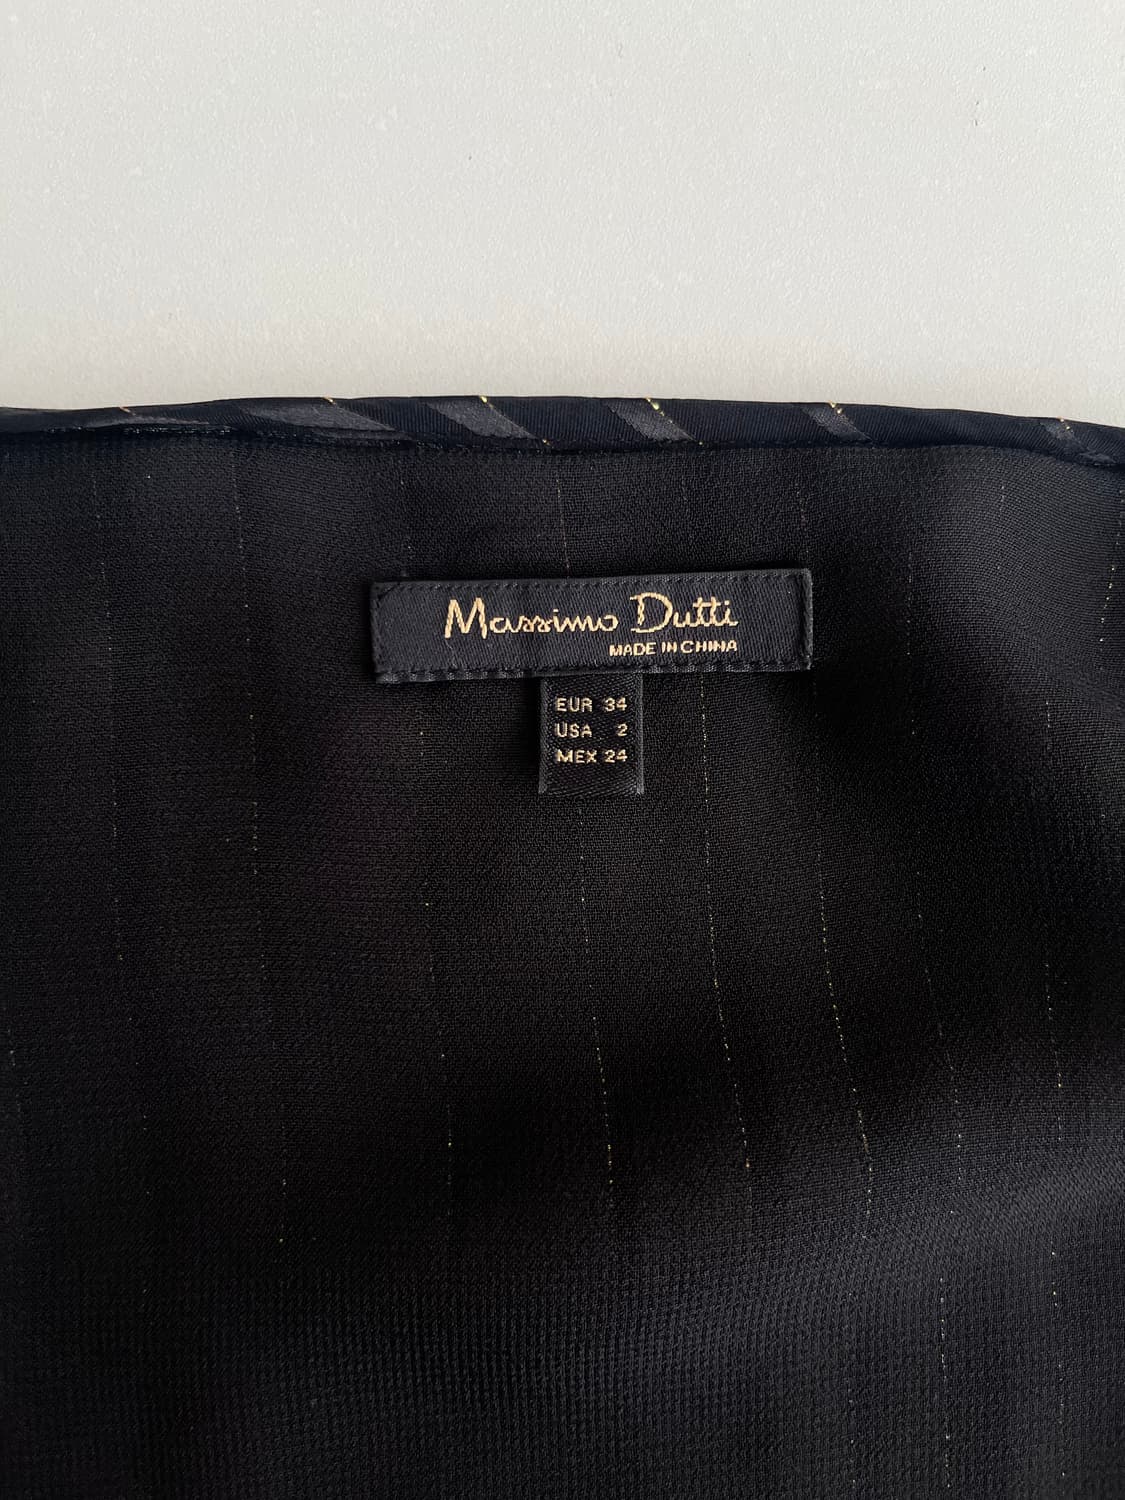 Massimo Dutti
MADE IN CHINA
EUR 34
USA 2
MEX 24